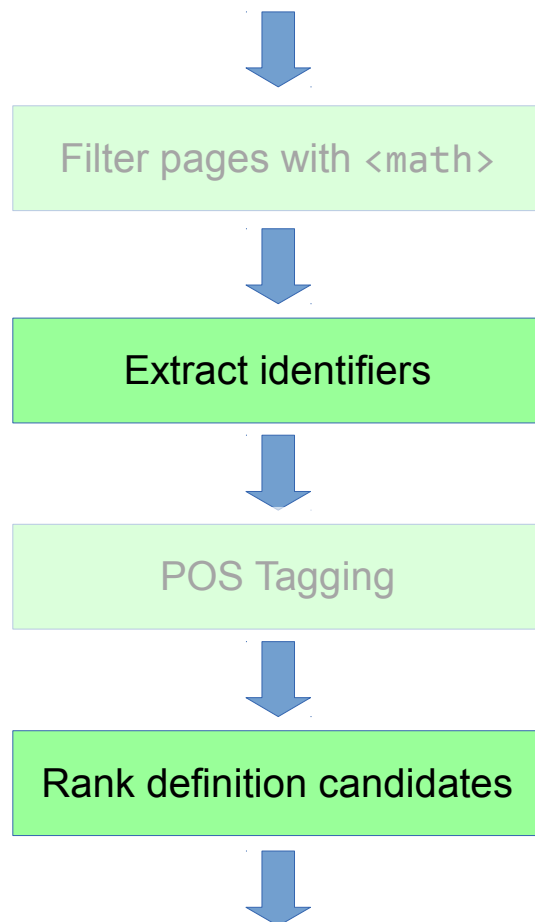 Filter pages with <math>
Extract identifiers
POS Tagging
Rank definition candidates